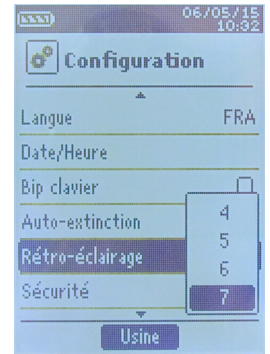 06/05/15
10:32
Configuration
Langue FRA
Date/Heure
Bip clavier
Auto-extinction
Rétro-éclairage
Sécurité
4
5
6
7
Usine